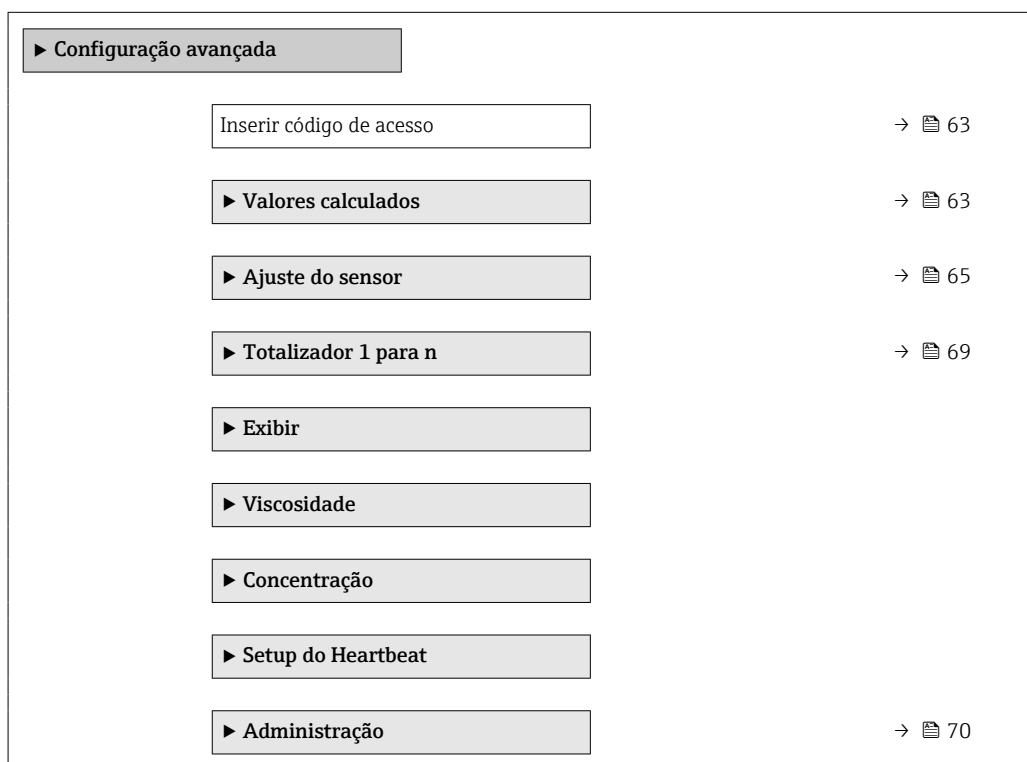 ▶ Configuração avançada
Inserir código de acesso → 63
▶ Valores calculados → 63
▶ Ajuste do sensor → 65
▶ Totalizador 1 para n → 69
▶ Exibir
▶ Viscosidade
▶ Concentração
▶ Setup do Heartbeat
▶ Administração → 70